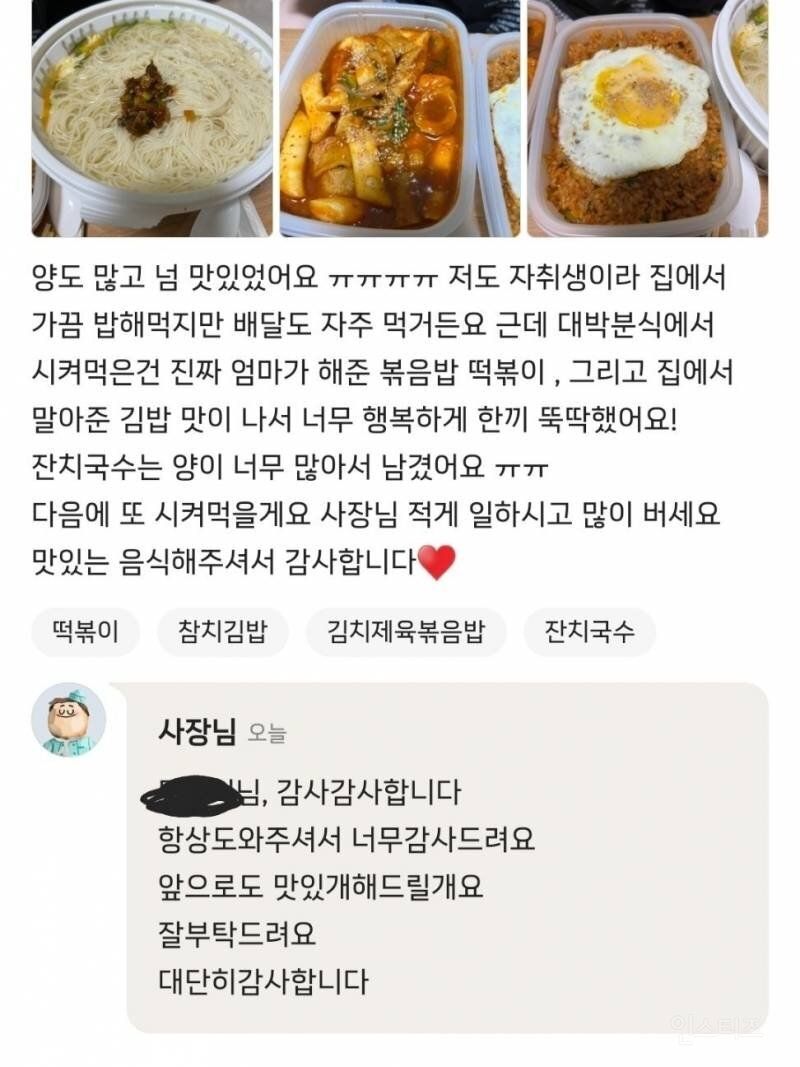 양도 많고 넘 맛있었어요 ㅠㅠㅠㅠ 저도 자취생이라 집에서
가끔 밥해먹지만 배달도 자주 먹거든요 근데 대박분식에서
시켜먹은건 진짜 엄마가 해준 볶음밥 떡볶이 , 그리고 집에서
말아준 김밥 맛이 나서 너무 행복하게 한끼 뚝딱했어요!
잔치국수는 양이 너무 많아서 남겼어요 ㅠㅠ
다음에 또 시켜먹을게요 사장님 적게 일하시고 많이 버세요
맛있는 음식해주셔서 감사합니다❤️
떡볶이 참치김밥 김치제육볶음밥 잔치국수
사장님 오늘
님, 감사감사합니다
항상도와주셔서 너무감사드려요
앞으로도 맛있개해드릴개요
잘부탁드려요
대단히감사합니다
인스티즈